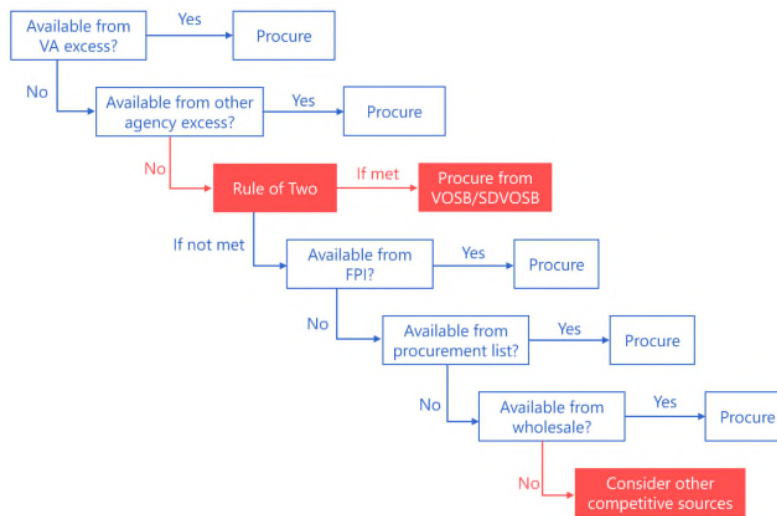 Available from
VA excess?
Yes
Procure
No
Available from other
agency excess?
Yes
Procure
No
Rule of Two
If met
Procure from
VOSB/SDVOSB
If not met
Available from
FPI?
Yes
Procure
No
Available from
procurement list?
Yes
Procure
No
Available from
wholesale?
Yes
Procure
No
Consider other
competitive sources